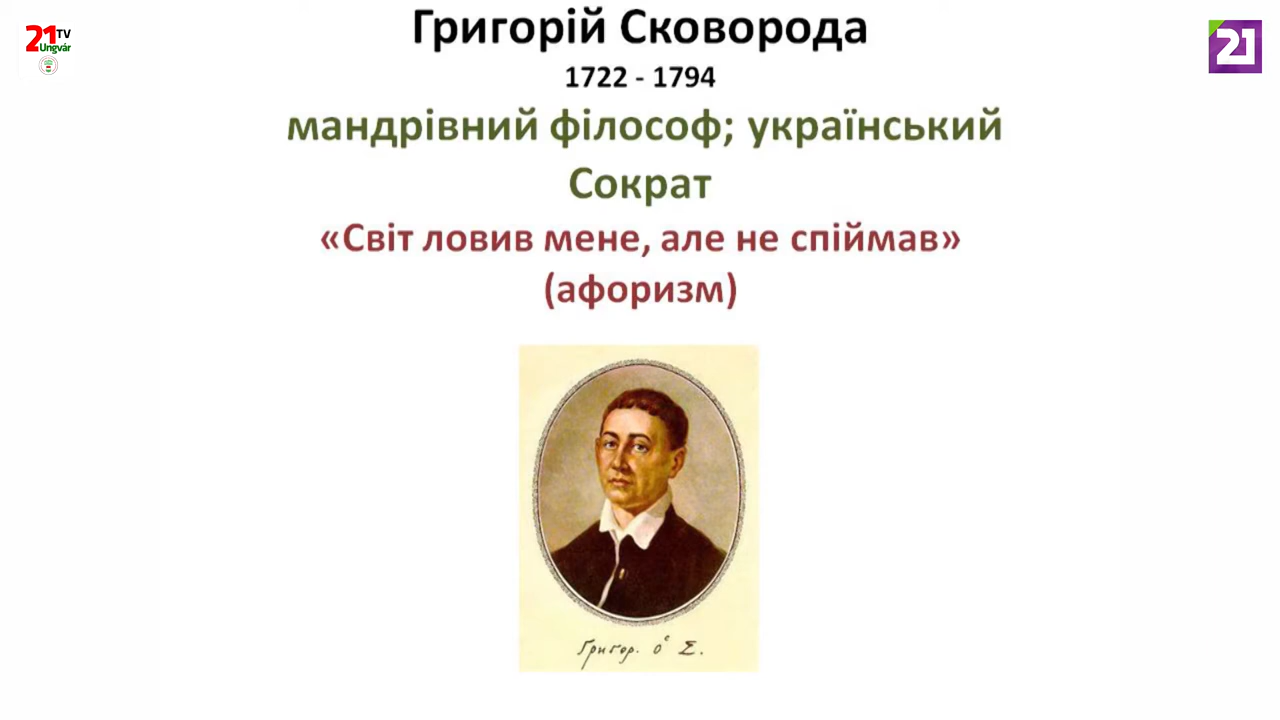 21 TV
Ungvár
21
Григорій Сковорода
1722 - 1794
мандрівний філософ; український
Сократ
«Світ ловив мене, але не спіймав»
(афоризм)
Григор. о͑ Σ.